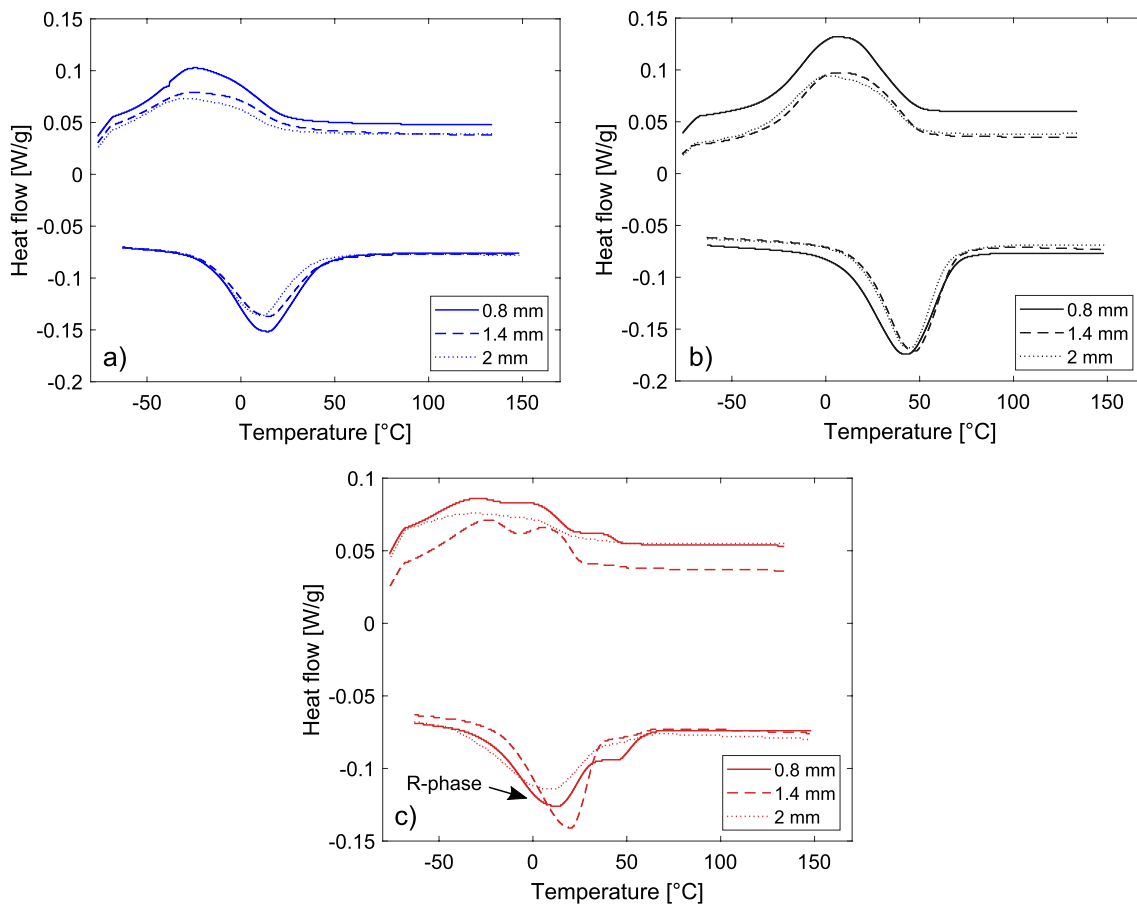 0.15
0.1
0.05
0
-0.05
-0.1
-0.15
-0.2
Heat flow [W/g]
-50
0
50
100
150
Temperature [°C]
a)
0.8 mm
1.4 mm
2 mm
0.15
0.1
0.05
0
-0.05
-0.1
-0.15
-0.2
Heat flow [W/g]
-50
0
50
100
150
Temperature [°C]
b)
0.8 mm
1.4 mm
2 mm
0.1
0.05
0
-0.05
-0.1
-0.15
Heat flow [W/g]
-50
0
50
100
150
Temperature [°C]
R-phase
c)
0.8 mm
1.4 mm
2 mm